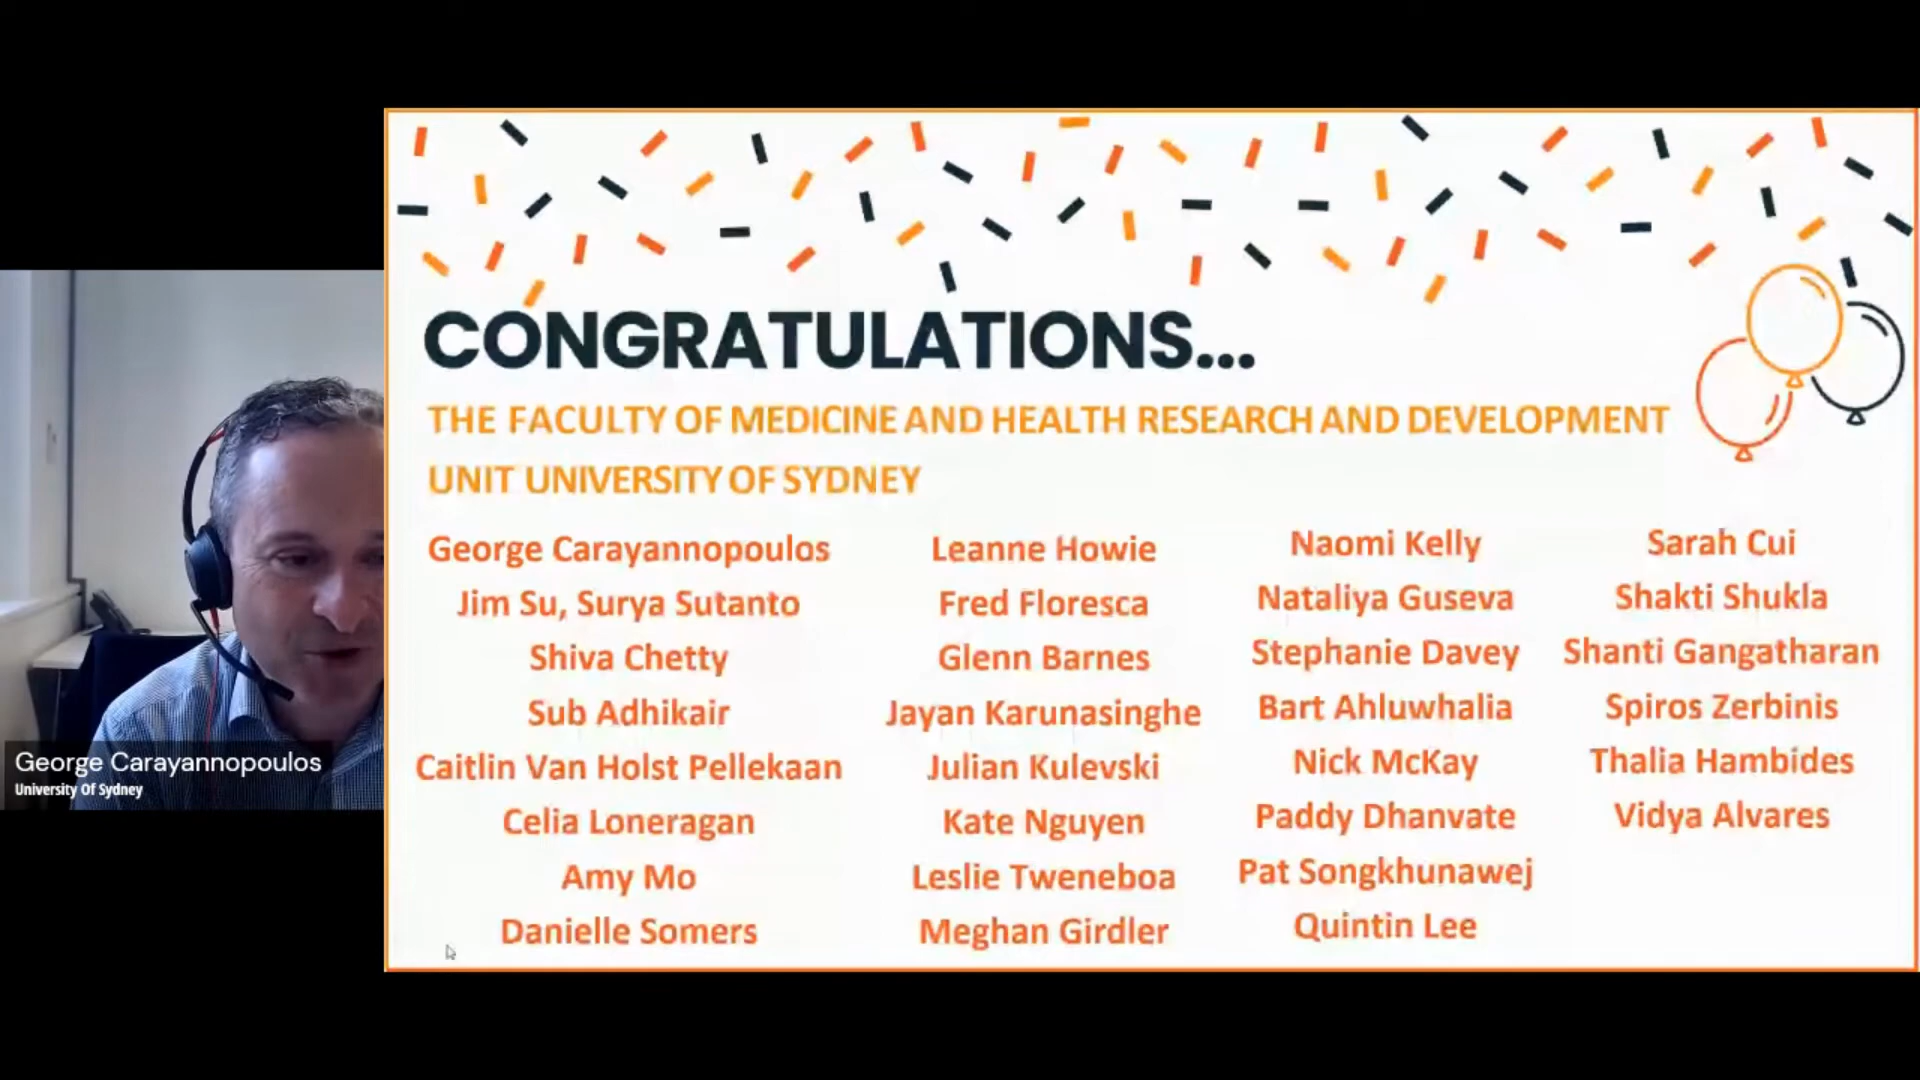 CONGRATULATIONS...
THE FACULTY OF MEDICINE AND HEALTH RESEARCH AND DEVELOPMENT
UNIT UNIVERSITY OF SYDNEY
George Carayannopoulos
Jim Su, Surya Sutanto
Shiva Chetty
Sub Adhikair
Caitlin Van Holst Pellekaan
Celia Loneragan
Amy Mo
Danielle Somers
Leanne Howie
Fred Floresca
Glenn Barnes
Jayan Karunasinghe
Julian Kulevski
Kate Nguyen
Leslie Tweneboa
Meghan Girdler
Naomi Kelly
Nataliya Guseva
Stephanie Davey
Bart Ahluwhalia
Nick McKay
Paddy Dhanvate
Pat Songkhunawej
Quintin Lee
Sarah Cui
Shakti Shukla
Shanti Gangatharan
Spiros Zerbinis
Thalia Hambides
Vidya Alvares
George Carayannopoulos
University Of Sydney